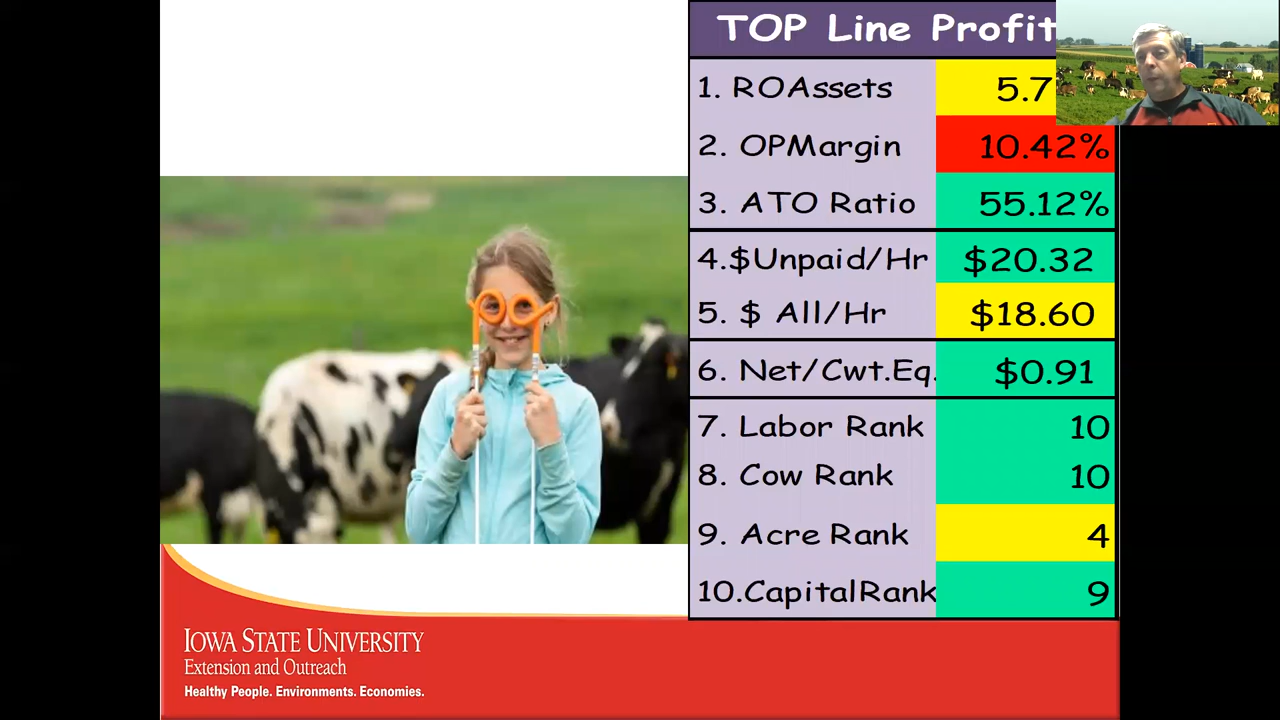 TOP Line Profit
1. ROAssets 5.7
2. OPMargin 10.42%
3. ATO Ratio 55.12%
4.$Unpaid/Hr $20.32
5. $ All/Hr $18.60
6. Net/Cwt.Eq. $0.91
7. Labor Rank 10
8. Cow Rank 10
9. Acre Rank 4
10.CapitalRank 9
IOWA STATE UNIVERSITY
Extension and Outreach
Healthy People. Environments. Economies.